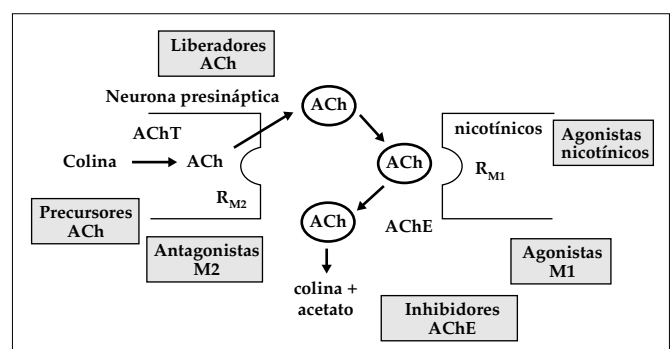 Liberadores
ACh
Neurona presináptica
ACh
AChT
nicotínicos
Agonistas
nicotínicos
Colina
ACh
ACh
R_M1
R_M2
Precursores
ACh
ACh
AChE
Antagonistas
M2
Agonistas
M1
colina +
acetato
Inhibidores
AChE